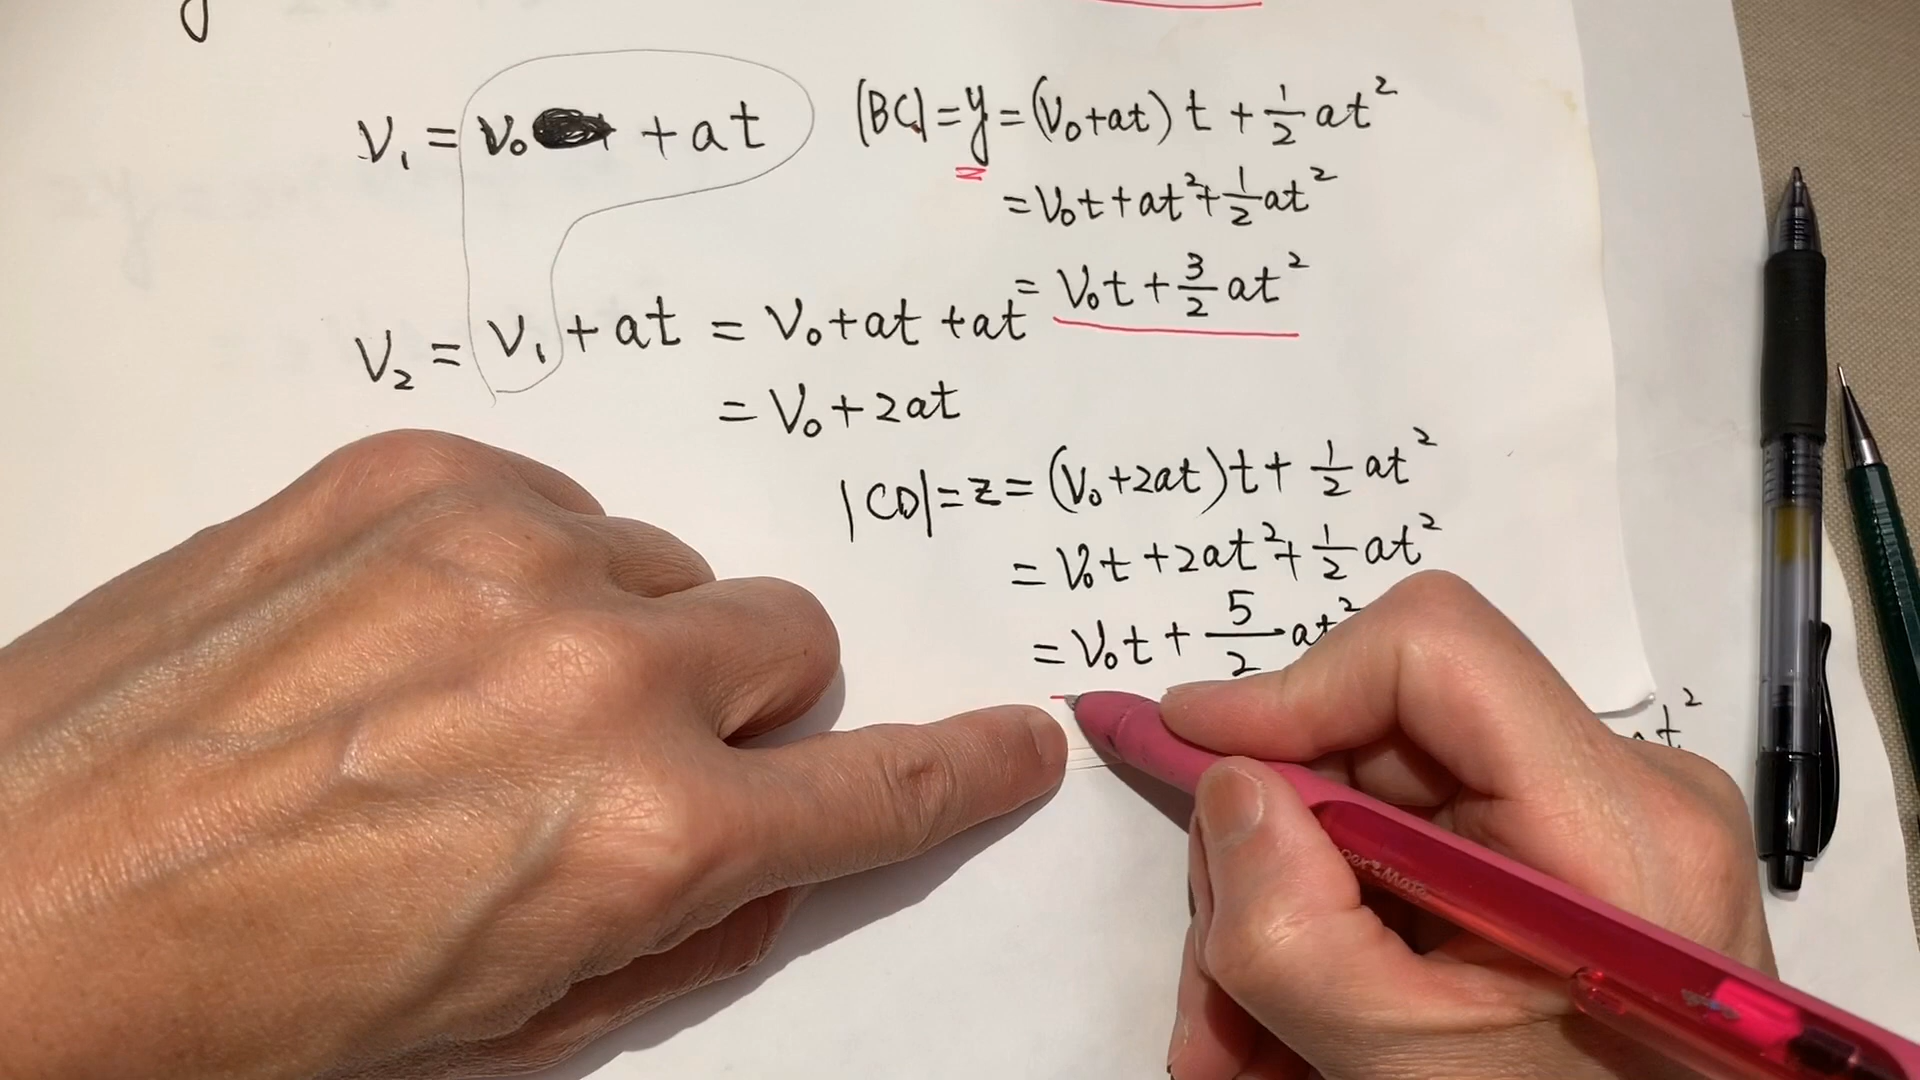 V₁ = V₀ + at
|BC| = y = (V₀+at) t + 1/2 at²
= V₀t + at² + 1/2 at²
= V₀t + 3/2 at²
V₂ = V₁ + at = V₀ + at + at
= V₀ + 2at
|CD| = z = (V₀ + 2at) t + 1/2 at²
= V₀t + 2at² + 1/2 at²
= V₀t + 5/2 at²
t²